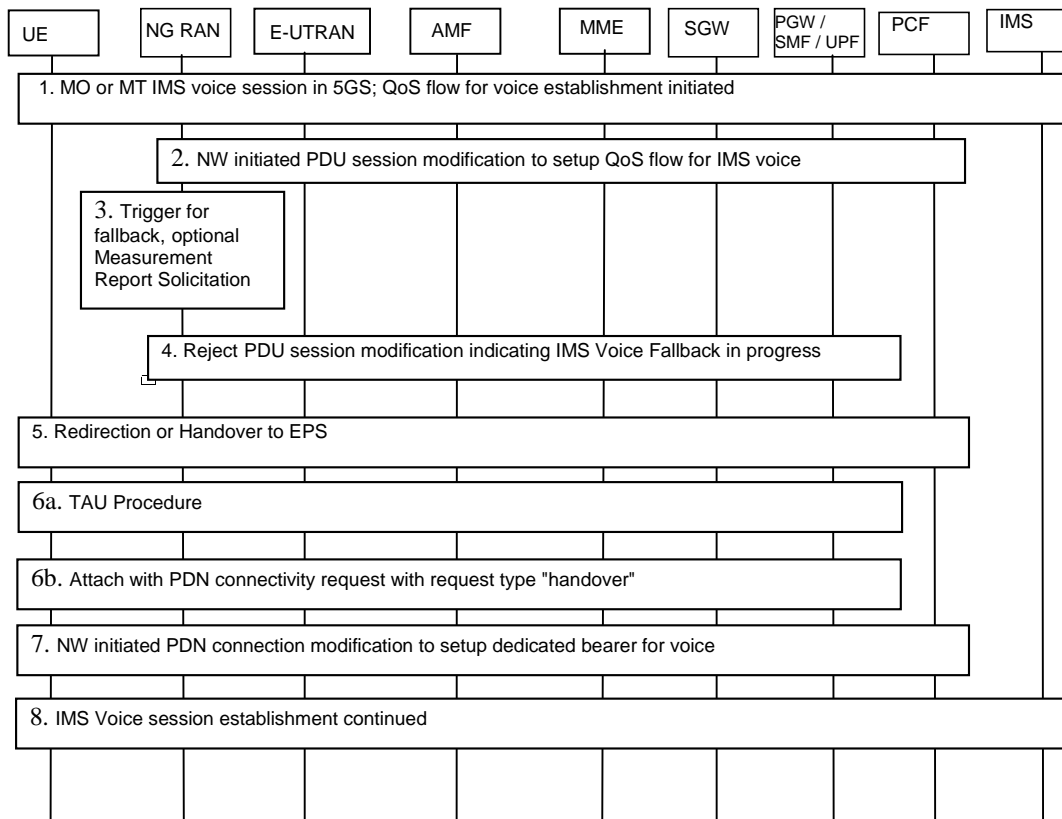 UE
NG RAN
E-UTRAN
AMF
MME
SGW
PGW /
SMF / UPF
PCF
IMS
1. MO or MT IMS voice session in 5GS; QoS flow for voice establishment initiated
2. NW initiated PDU session modification to setup QoS flow for IMS voice
3. Trigger for
fallback, optional
Measurement
Report Solicitation
4. Reject PDU session modification indicating IMS Voice Fallback in progress
5. Redirection or Handover to EPS
6a. TAU Procedure
6b. Attach with PDN connectivity request with request type "handover"
7. NW initiated PDN connection modification to setup dedicated bearer for voice
8. IMS Voice session establishment continued